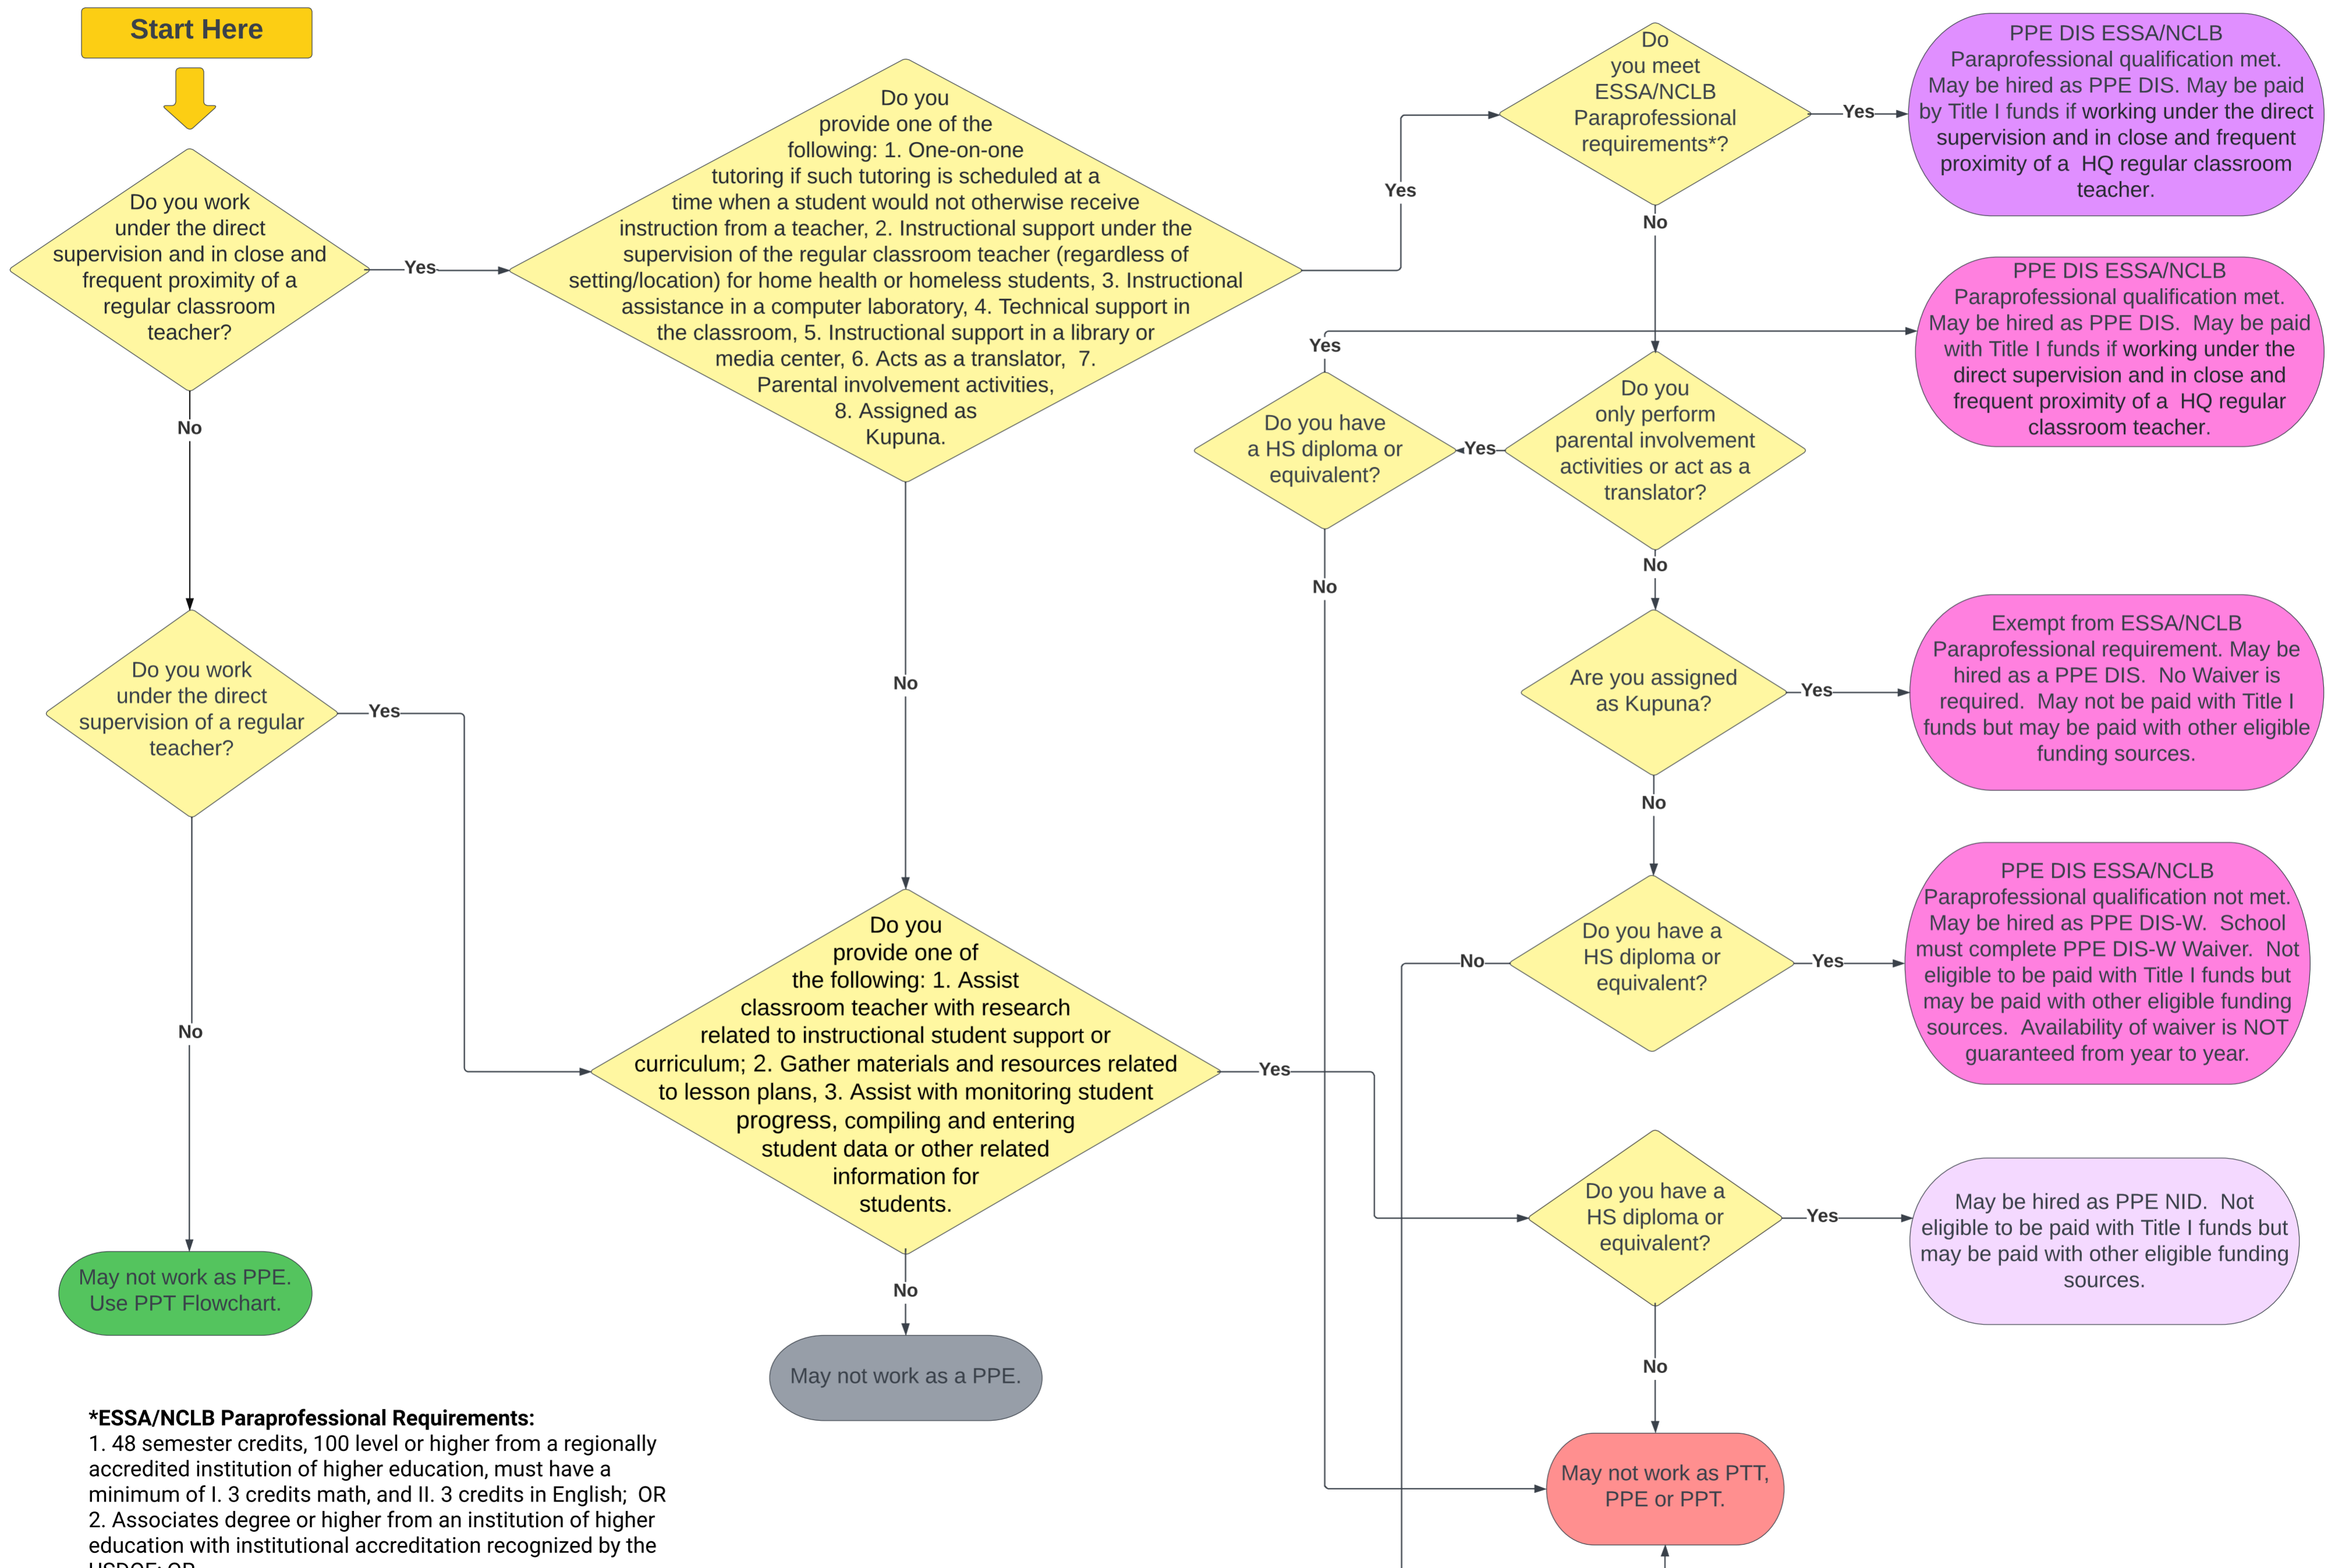 Start Here
Do you work
under the direct
supervision and in close and
frequent proximity of a
regular classroom
teacher?
Yes
No
Do you
provide one of the
following: 1. One-on-one
tutoring if such tutoring is scheduled at a
time when a student would not otherwise receive
instruction from a teacher, 2. Instructional support under the
supervision of the regular classroom teacher (regardless of
setting/location) for home health or homeless students, 3. Instructional
assistance in a computer laboratory, 4. Technical support in
the classroom, 5. Instructional support in a library or
media center, 6. Acts as a translator,  7.
Parental involvement activities,
8. Assigned as
Kupuna.
Yes
No
Do
you meet
ESSA/NCLB
Paraprofessional
requirements*?
Yes
No
PPE DIS ESSA/NCLB
Paraprofessional qualification met.
May be hired as PPE DIS. May be paid
by Title I funds if working under the direct
supervision and in close and frequent
proximity of a  HQ regular classroom
teacher.
Do you
only perform
parental involvement
activities or act as a
translator?
Yes
No
Do you have
a HS diploma or
equivalent?
Yes
No
PPE DIS ESSA/NCLB
Paraprofessional qualification met.
May be hired as PPE DIS.  May be paid
with Title I funds if working under the
direct supervision and in close and
frequent proximity of a  HQ regular
classroom teacher.
Are you assigned
as Kupuna?
Yes
No
Exempt from ESSA/NCLB
Paraprofessional requirement. May be
hired as a PPE DIS.  No Waiver is
required.  May not be paid with Title I
funds but may be paid with other eligible
funding sources.
Do you have a
HS diploma or
equivalent?
No
Yes
PPE DIS ESSA/NCLB
Paraprofessional qualification not met.
May be hired as PPE DIS-W.  School
must complete PPE DIS-W Waiver.  Not
eligible to be paid with Title I funds but
may be paid with other eligible funding
sources.  Availability of waiver is NOT
guaranteed from year to year.
Do you work
under the direct
supervision of a regular
teacher?
Yes
No
May not work as PPE.
Use PPT Flowchart.
Do you
provide one of
the following: 1. Assist
classroom teacher with research
related to instructional student support or
curriculum; 2. Gather materials and resources related
to lesson plans, 3. Assist with monitoring student
progress, compiling and entering
student data or other related
information for
students.
Yes
No
May not work as a PPE.
Do you have a
HS diploma or
equivalent?
Yes
No
May be hired as PPE NID.  Not
eligible to be paid with Title I funds but
may be paid with other eligible funding
sources.
May not work as PTT,
PPE or PPT.
*ESSA/NCLB Paraprofessional Requirements:
1. 48 semester credits, 100 level or higher from a regionally
accredited institution of higher education, must have a
minimum of I. 3 credits math, and II. 3 credits in English;  OR
2. Associates degree or higher from an institution of higher
education with institutional accreditation recognized by the